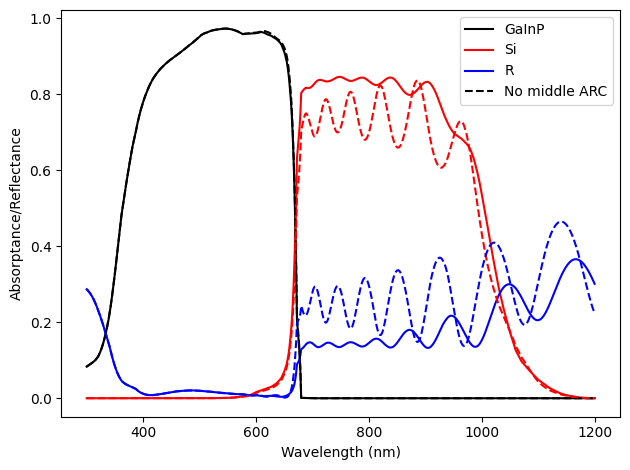 1.0
0.8
0.6
0.4
0.2
0.0
Absorptance/Reflectance
GaInP
Si
R
No middle ARC
400
600
800
1000
1200
Wavelength (nm)